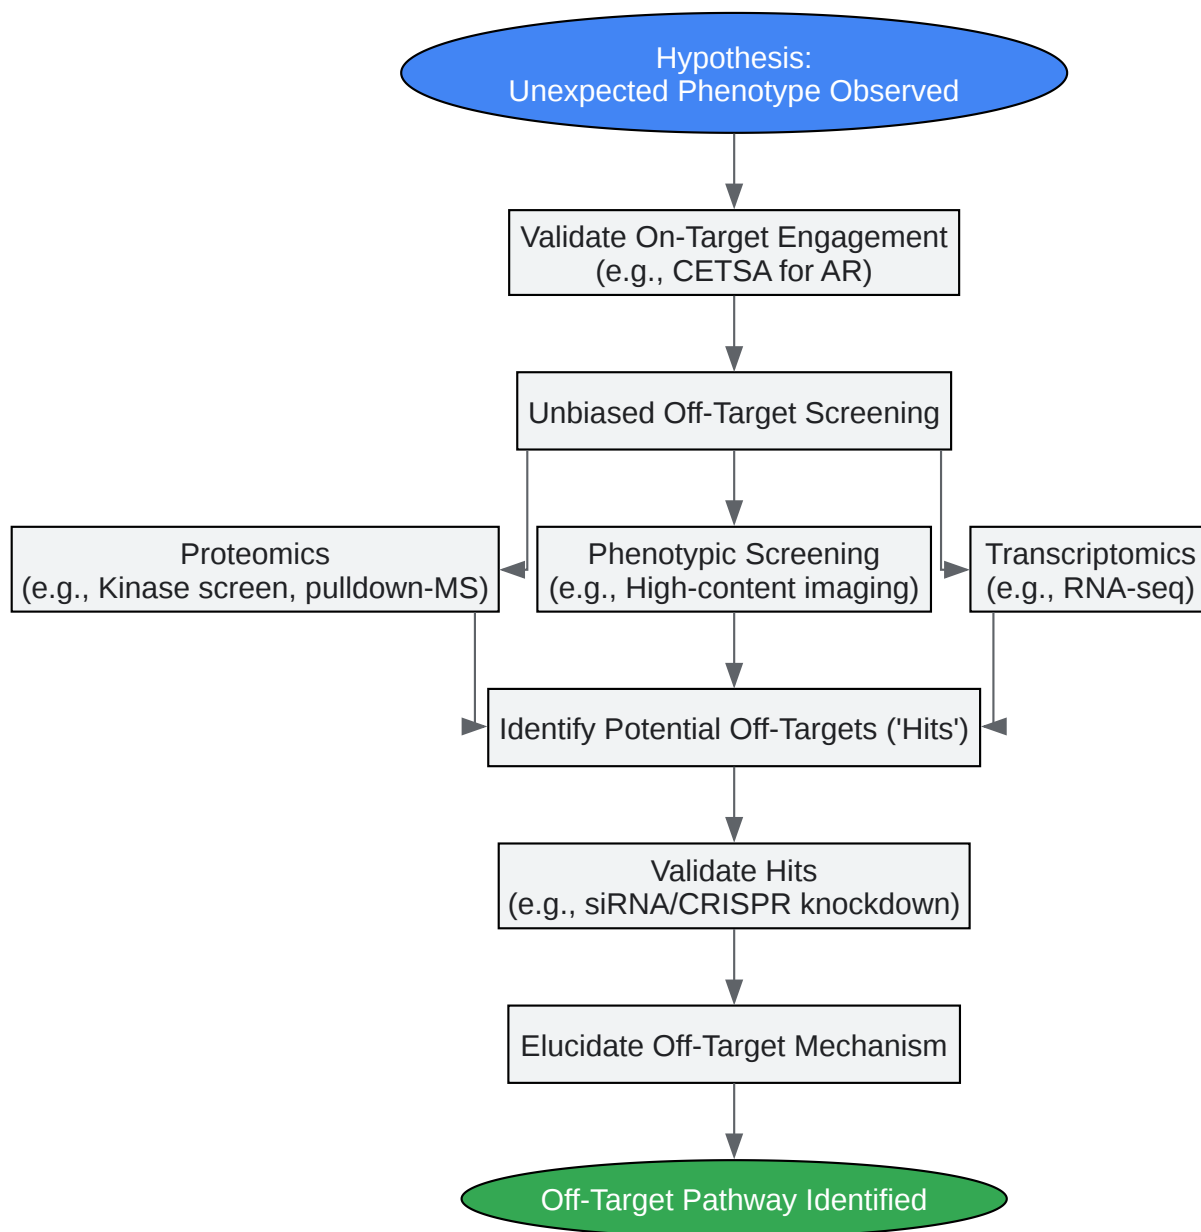 Hypothesis:
Unexpected Phenotype Observed
Validate On-Target Engagement
(e.g., CETSA for AR)
Unbiased Off-Target Screening
Proteomics
(e.g., Kinase screen, pulldown-MS)
Phenotypic Screening
(e.g., High-content imaging)
Transcriptomics
(e.g., RNA-seq)
Identify Potential Off-Targets ('Hits')
Validate Hits
(e.g., siRNA/CRISPR knockdown)
Elucidate Off-Target Mechanism
Off-Target Pathway Identified